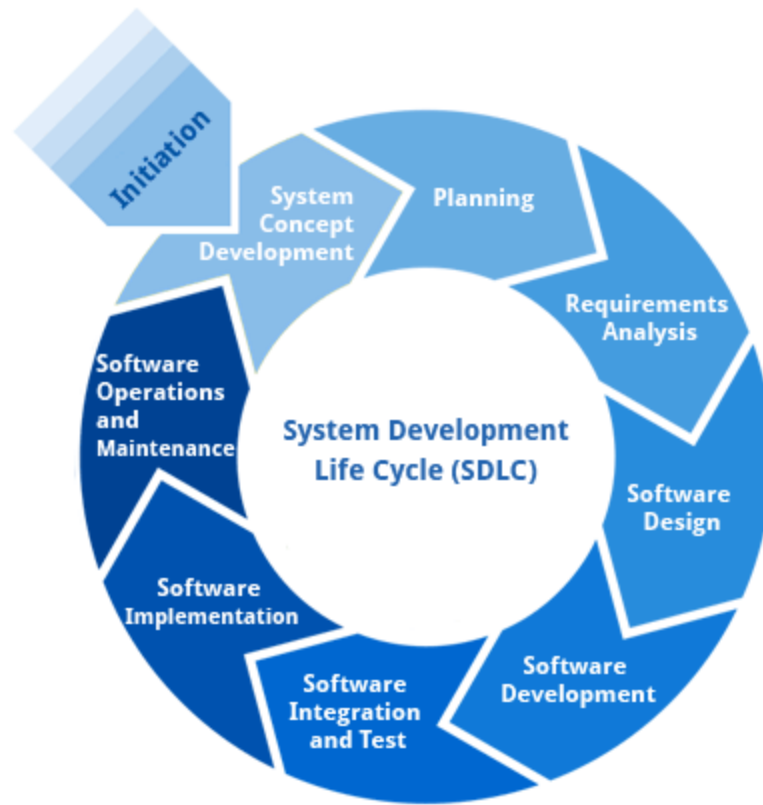 Initiation
System
Concept
Development
Planning
Requirements
Analysis
Software
Design
Software
Development
Software
Integration
and Test
Software
Implementation
Software
Operations
and
Maintenance
System Development
Life Cycle (SDLC)